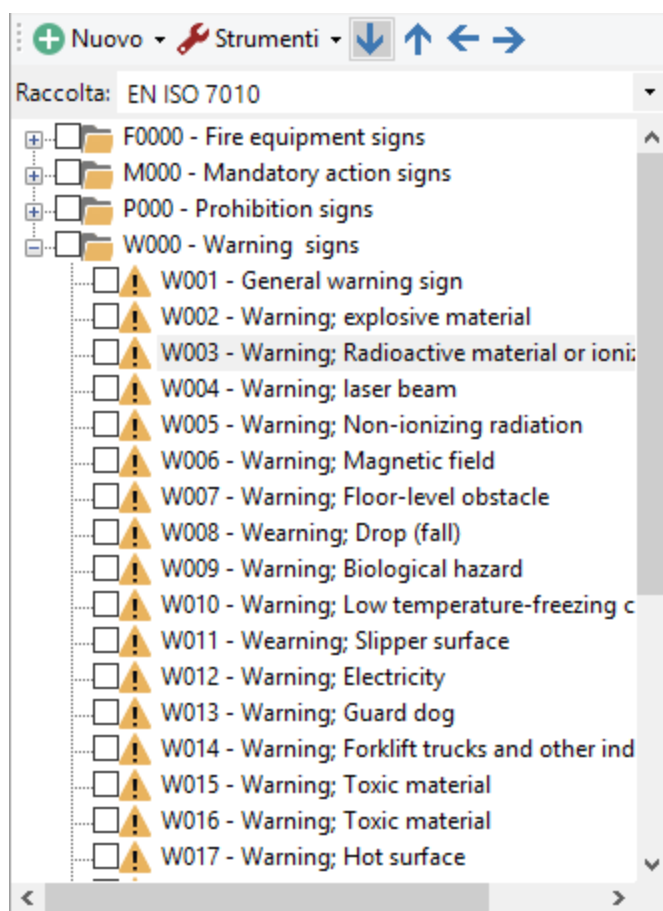 Nuovo Strumenti
Raccolta: EN ISO 7010
F0000 - Fire equipment signs
M000 - Mandatory action signs
P000 - Prohibition signs
W000 - Warning signs
W001 - General warning sign
W002 - Warning; explosive material
W003 - Warning; Radioactive material or ioniz
W004 - Warning; laser beam
W005 - Warning; Non-ionizing radiation
W006 - Warning; Magnetic field
W007 - Warning; Floor-level obstacle
W008 - Wearning; Drop (fall)
W009 - Warning; Biological hazard
W010 - Warning; Low temperature-freezing c
W011 - Wearning; Slipper surface
W012 - Warning; Electricity
W013 - Warning; Guard dog
W014 - Warning; Forklift trucks and other ind
W015 - Warning; Toxic material
W016 - Warning; Toxic material
W017 - Warning; Hot surface